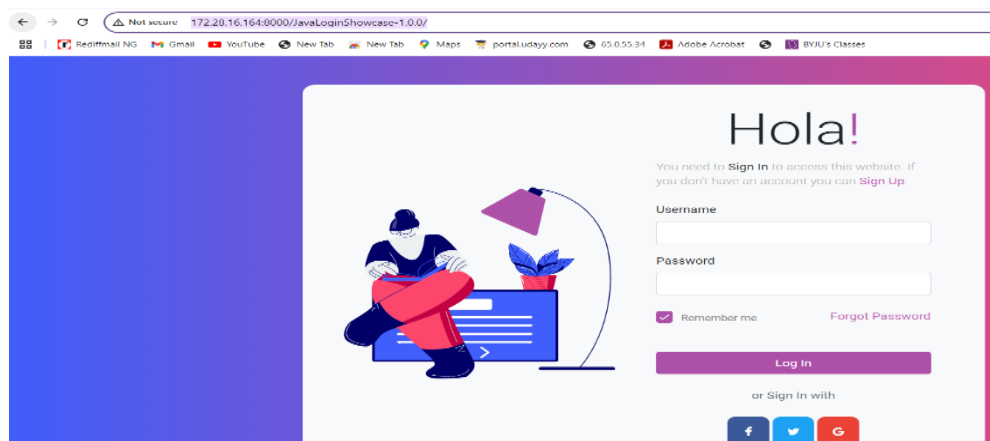 Not secure 172.28.16.164:8000/JavaLoginShowcase-1.0.0/
Rediffmail NG Gmail YouTube New Tab New Tab Maps portal.udayy.com 65.0.55.34 Adobe Acrobat BYJU's Classes
Hola!
You need to Sign In to access this website. If
you don't have an account you can Sign Up.
Username
Password
Remember me Forgot Password
Log In
or Sign In with
f G